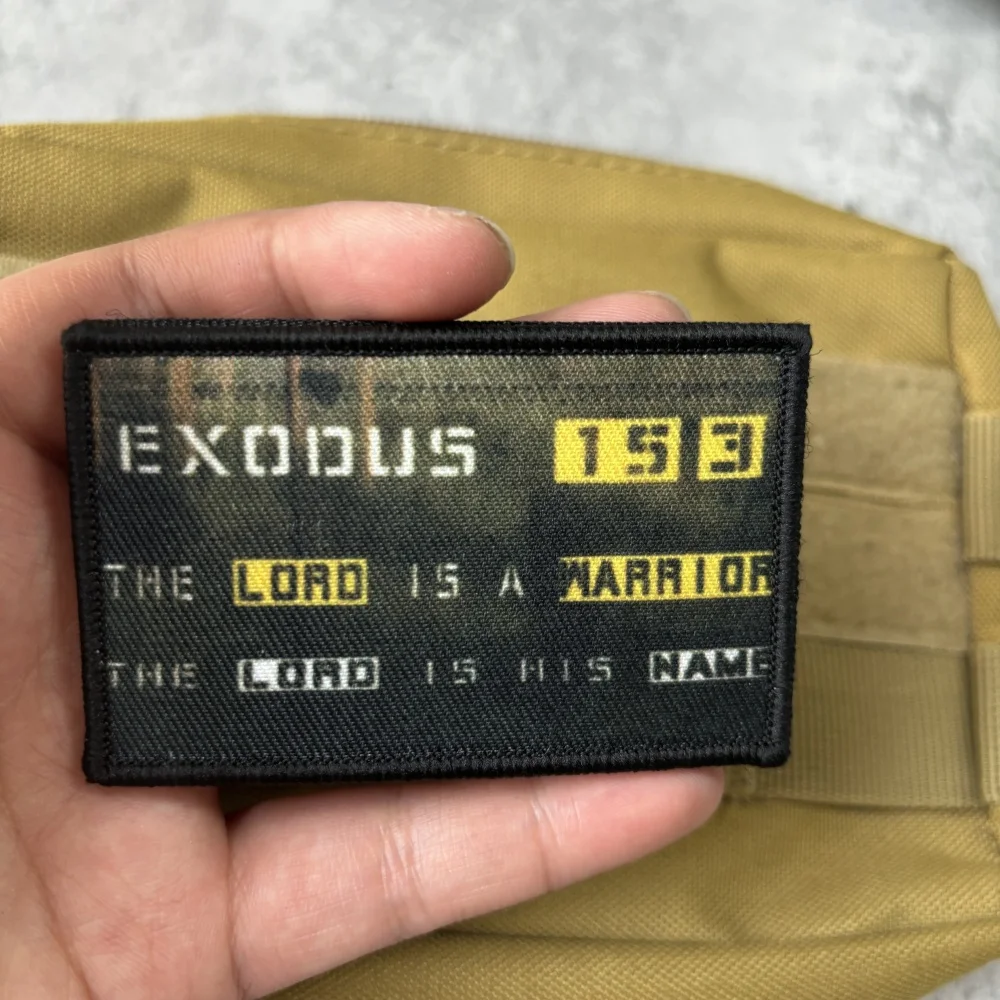 EXODUS 15 3
THE LORD IS A WARRIOR
THE LORD IS HIS NAME